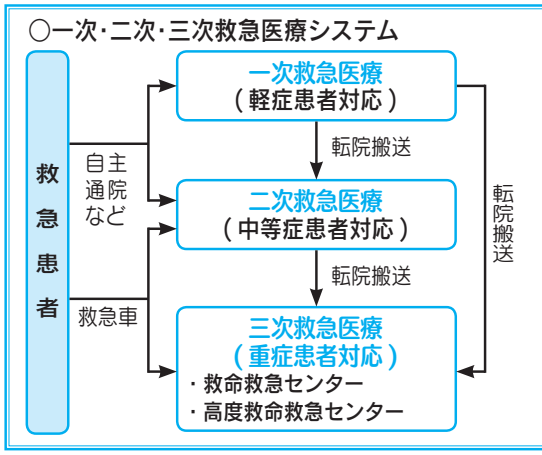 ○一次・二次・三次救急医療システム
救急患者
自主
通院
など
救急車
一次救急医療
(軽症患者対応)
転院搬送
二次救急医療
(中等症患者対応)
転院搬送
三次救急医療
(重症患者対応)
・救命救急センター
・高度救命救急センター
転院搬送